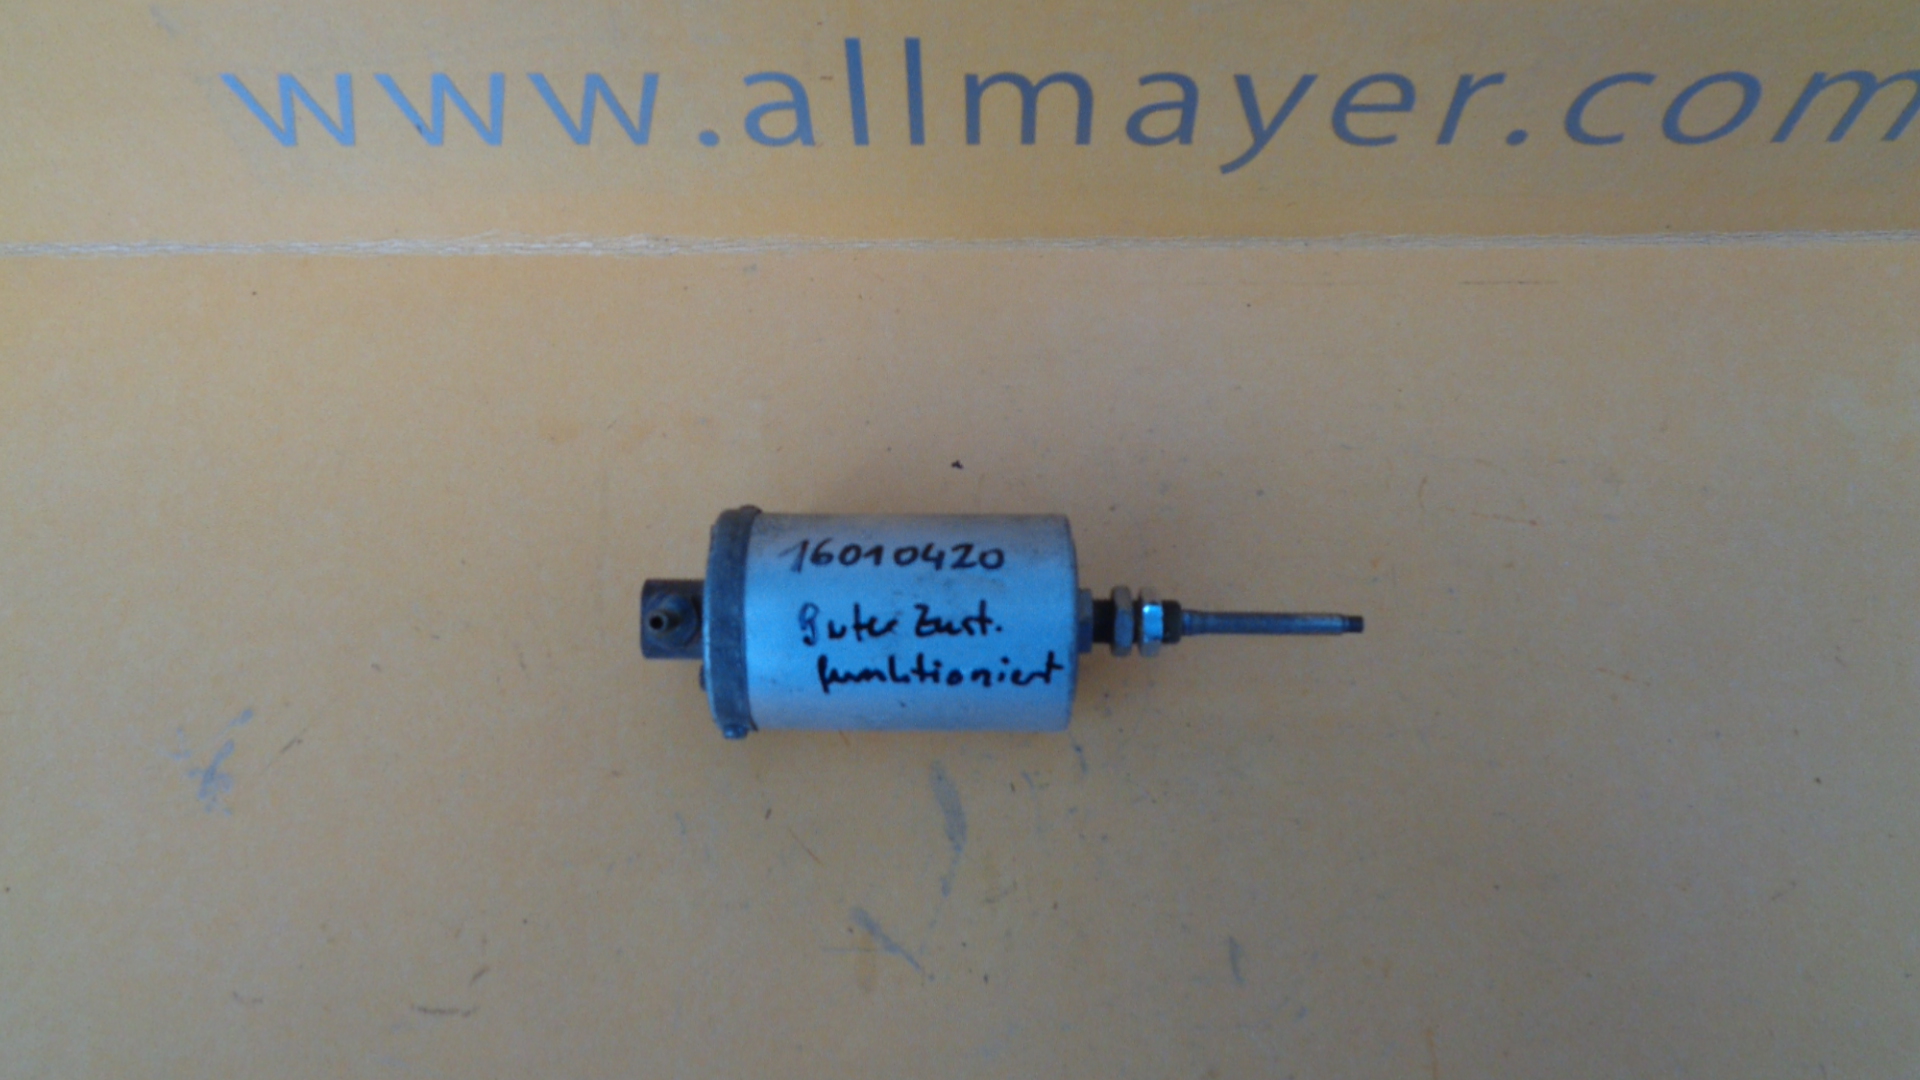 www.allmayer.com
16010420
guter Zust.
funktioniert